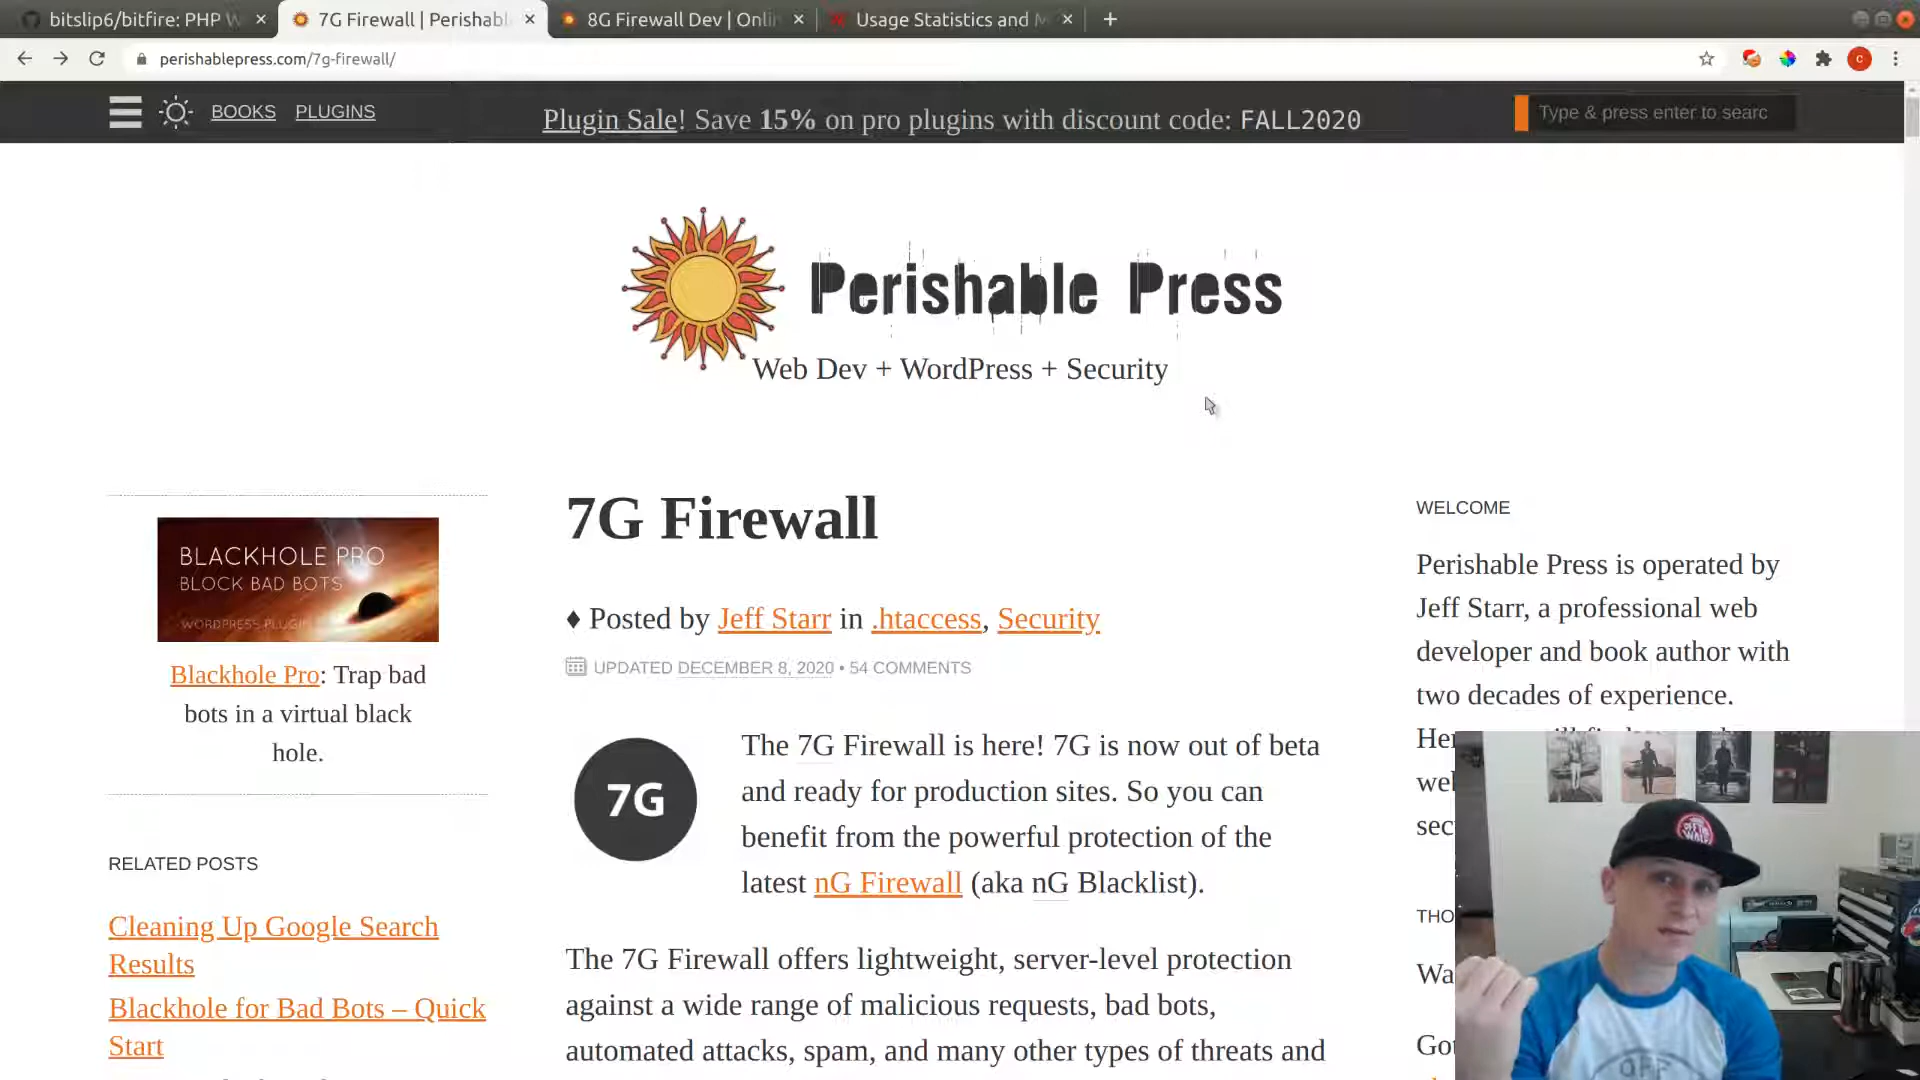 bitslip6/bitfire: PHP W
7G Firewall | Perishabl
8G Firewall Dev | Onli
Usage Statistics and M
perishablepress.com/7g-firewall/
BOOKS PLUGINS
Plugin Sale! Save 15% on pro plugins with discount code: FALL2020
Type & press enter to searc
Perishable Press
Web Dev + WordPress + Security
BLACKHOLE PRO
BLOCK BAD BOTS
WORDPRESS PLUGIN
Blackhole Pro: Trap bad
bots in a virtual black
hole.
RELATED POSTS
Cleaning Up Google Search
Results
Blackhole for Bad Bots – Quick
Start
7G Firewall
♦ Posted by Jeff Starr in .htaccess, Security
UPDATED DECEMBER 8, 2020 • 54 COMMENTS
7G
The 7G Firewall is here! 7G is now out of beta
and ready for production sites. So you can
benefit from the powerful protection of the
latest nG Firewall (aka nG Blacklist).
The 7G Firewall offers lightweight, server-level protection
against a wide range of malicious requests, bad bots,
automated attacks, spam, and many other types of threats and
WELCOME
Perishable Press is operated by
Jeff Starr, a professional web
developer and book author with
two decades of experience.
THO
Wa
OFF